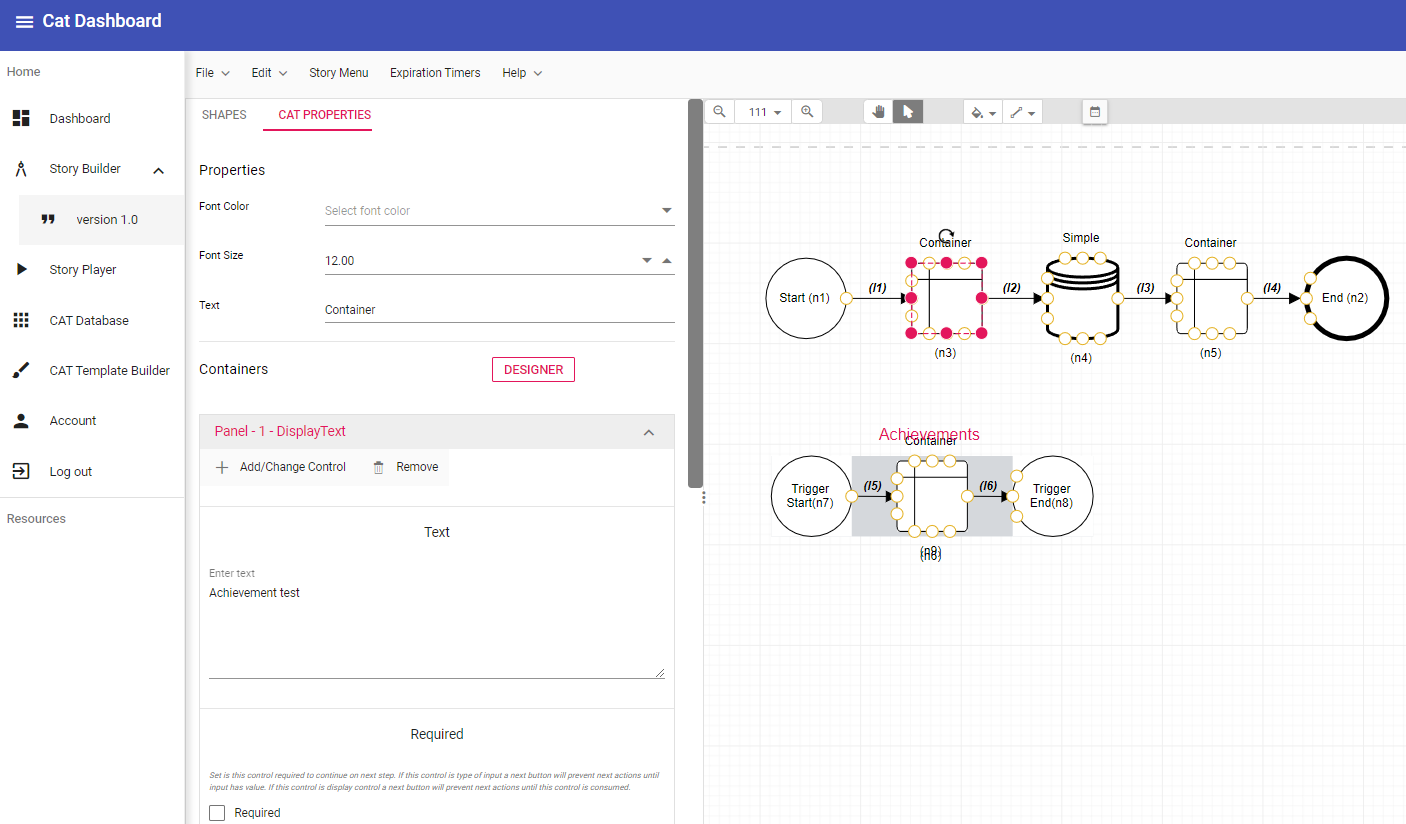 Cat Dashboard
Home
Dashboard
Story Builder
version 1.0
Story Player
CAT Database
CAT Template Builder
Account
Log out
Resources
File
Edit
Story Menu
Expiration Timers
Help
SHAPES
CAT PROPERTIES
Properties
Font Color
Select font color
Font Size
12.00
Text
Container
Containers
DESIGNER
Panel - 1 - DisplayText
Add/Change Control
Remove
Text
Enter text
Achievement test
Required
Set is this control required to continue on next step. If this control is type of input a next button will prevent next actions until
input has value. If this control is display control a next button will prevent next actions until this control is consumed.
Required
111
Container
Simple
Container
Start (n1)
(l1)
(l2)
(l3)
(l4)
End (n2)
(n3)
(n4)
(n5)
Achievements
Container
Trigger
Start(n7)
(l5)
(l6)
Trigger
End(n8)
(n9)
(n6)